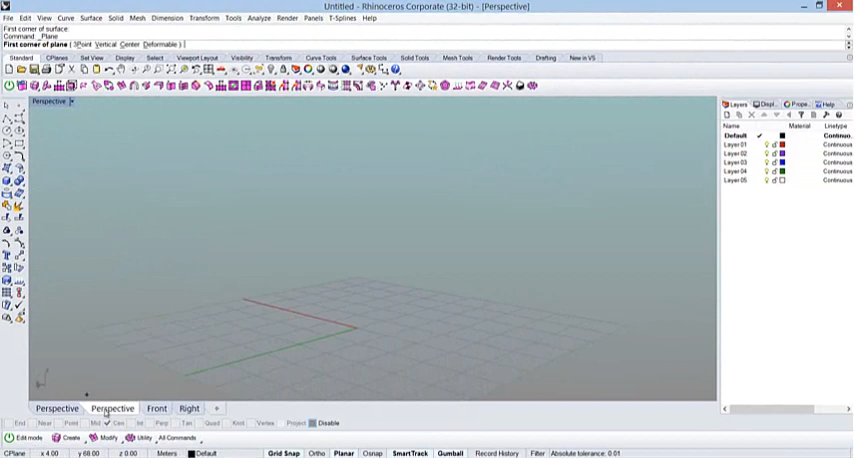 Untitled - Rhinoceros Corporate (32-bit) - [Perspective]
File Edit View Curve Surface Solid Mesh Dimension Transform Tools Analyze Render Panels T-Splines Help
First corner of surface:
Command: _Plane
First corner of plane ( 3Point Vertical Center Deformable ):
Standard CPlanes Set View Display Select Viewport Layout Visibility Transform Curve Tools Surface Tools Solid Tools Mesh Tools Render Tools Drafting New in V5
Perspective
Layers Displ... Prope... Help
Name Material Linetype
Default Continuo...
Layer 01 Continuous
Layer 02 Continuous
Layer 03 Continuous
Layer 04 Continuous
Layer 05 Continuous
Perspective Perspective Front Right
End Near Point Mid Cen Int Perp Tan Quad Knot Vertex Project Disable
Edit mode Create Modify Utility All Commands
CPlane x 4.00 y 68.00 z 0.00 Meters Default Grid Snap Ortho Planar Osnap SmartTrack Gumball Record History Filter Absolute tolerance: 0.01